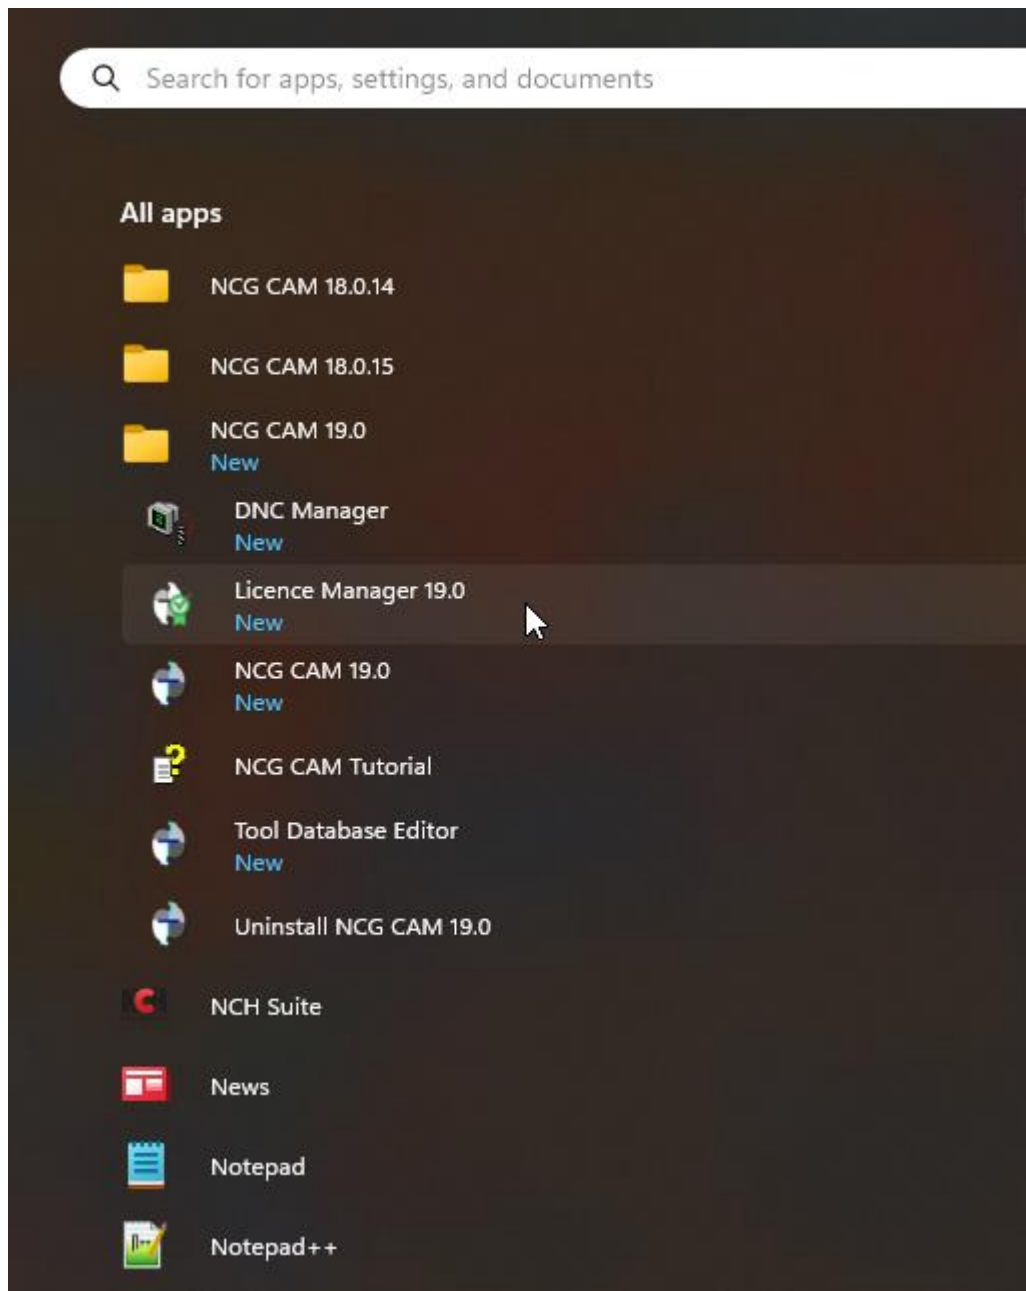 Search for apps, settings, and documents
All apps
NCG CAM 18.0.14
NCG CAM 18.0.15
NCG CAM 19.0
New
DNC Manager
New
Licence Manager 19.0
New
NCG CAM 19.0
New
NCG CAM Tutorial
Tool Database Editor
New
Uninstall NCG CAM 19.0
NCH Suite
News
Notepad
Notepad++